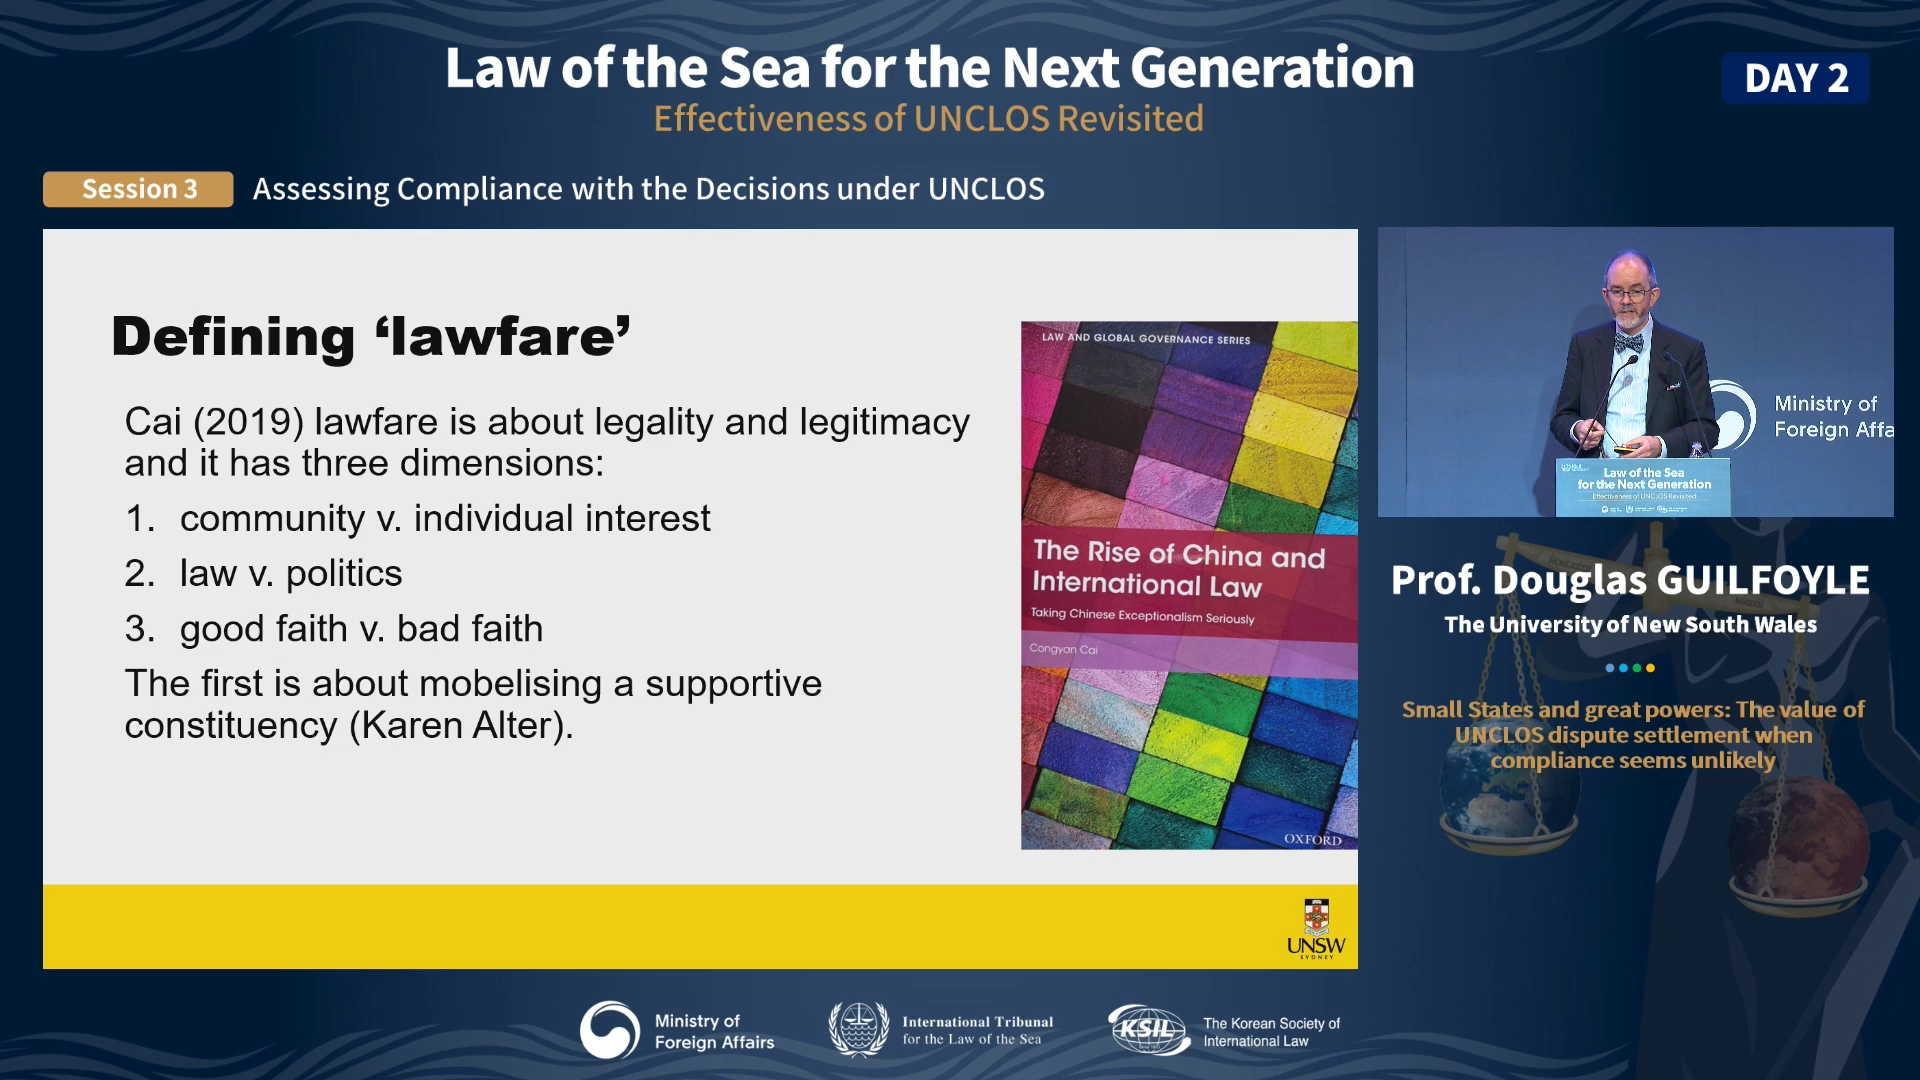 Law of the Sea for the Next Generation
Effectiveness of UNCLOS Revisited
DAY 2
Session 3
Assessing Compliance with the Decisions under UNCLOS
Defining ‘lawfare’
Cai (2019) lawfare is about legality and legitimacy
and it has three dimensions:
1. community v. individual interest
2. law v. politics
3. good faith v. bad faith
The first is about mobelising a supportive
constituency (Karen Alter).
LAW AND GLOBAL GOVERNANCE SERIES
The Rise of China and
International Law
Taking Chinese Exceptionalism Seriously
Congyan Cai
OXFORD
UNSW
SYDNEY
Ministry of
Foreign Affa
Law of the Sea
for the Next Generation
Effectiveness of UNCLOS Revisited
Prof. Douglas GUILFOYLE
The University of New South Wales
Small States and great powers: The value of
UNCLOS dispute settlement when
compliance seems unlikely
Ministry of
Foreign Affairs
International Tribunal
for the Law of the Sea
KSIL
The Korean Society of
International Law